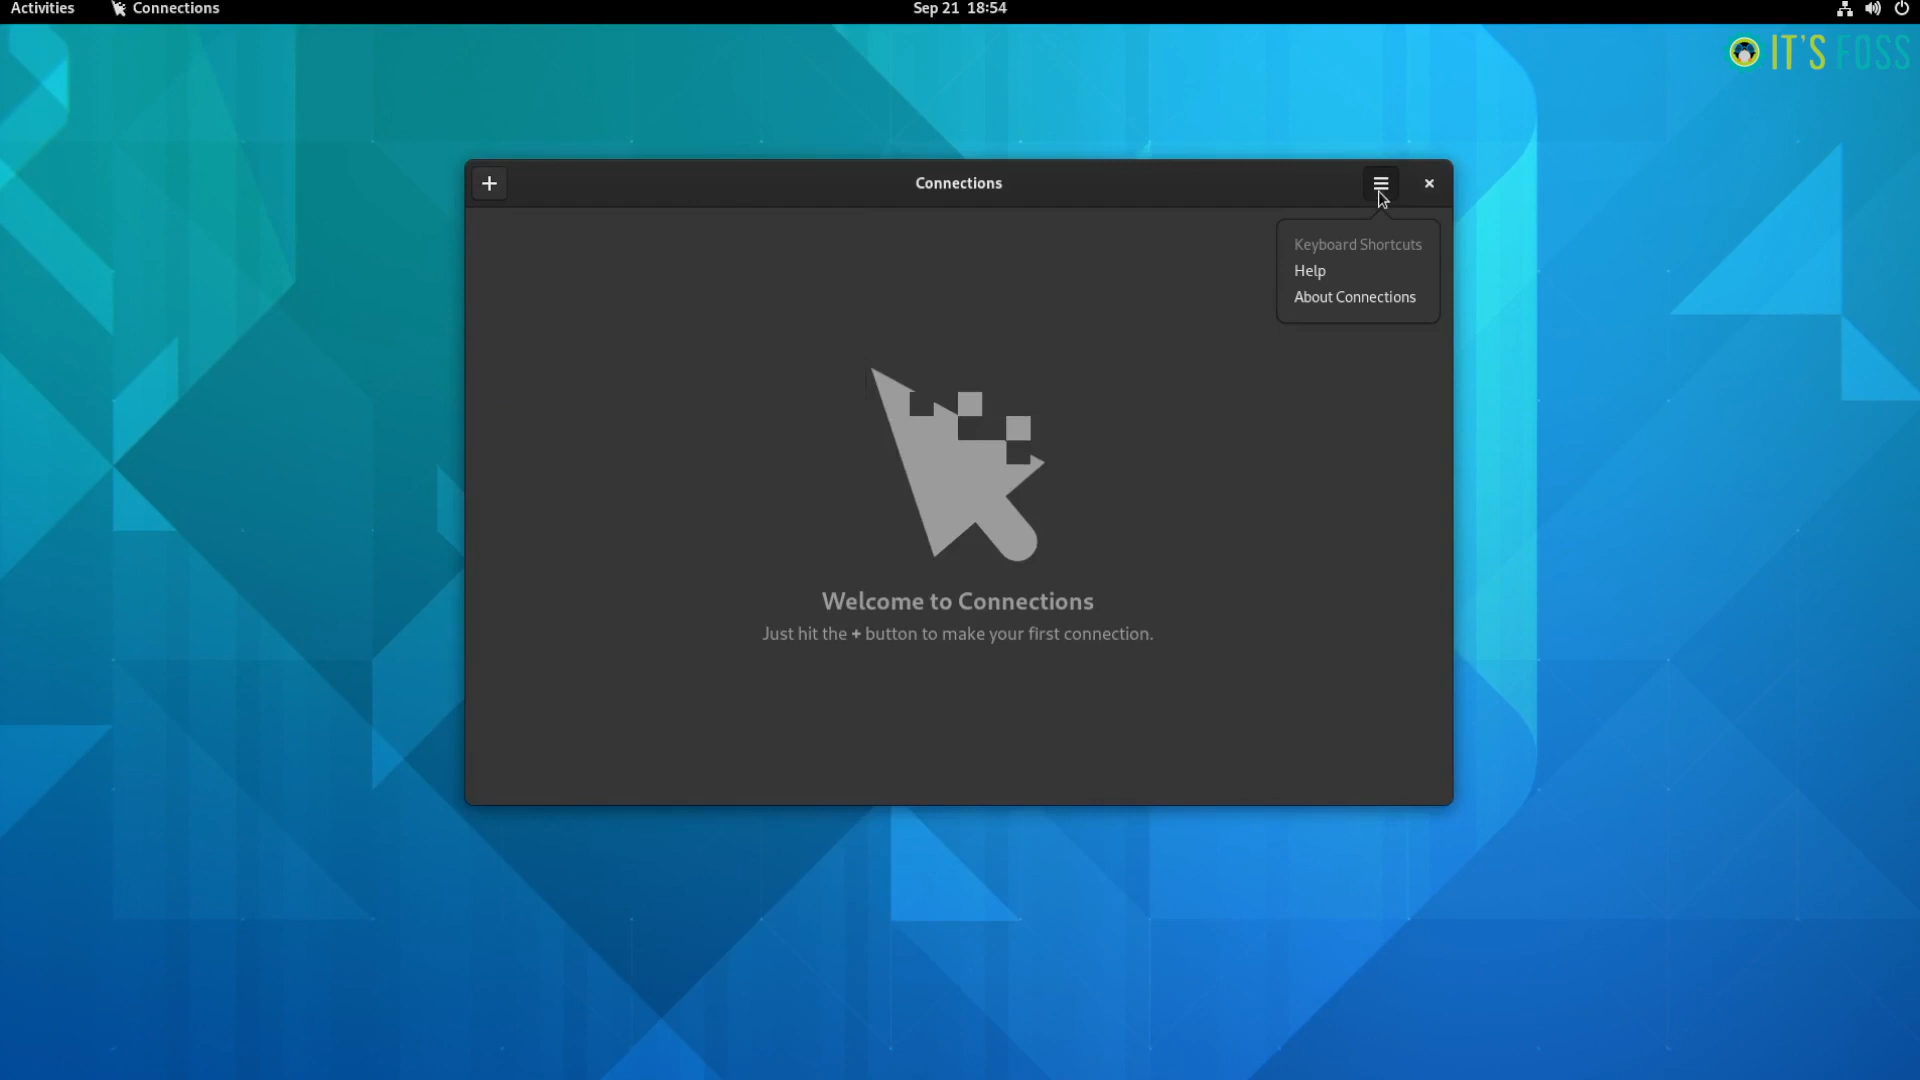 Activities
Connections
Sep 21 18:54
IT'S FOSS
Connections
Keyboard Shortcuts
Help
About Connections
Welcome to Connections
Just hit the + button to make your first connection.